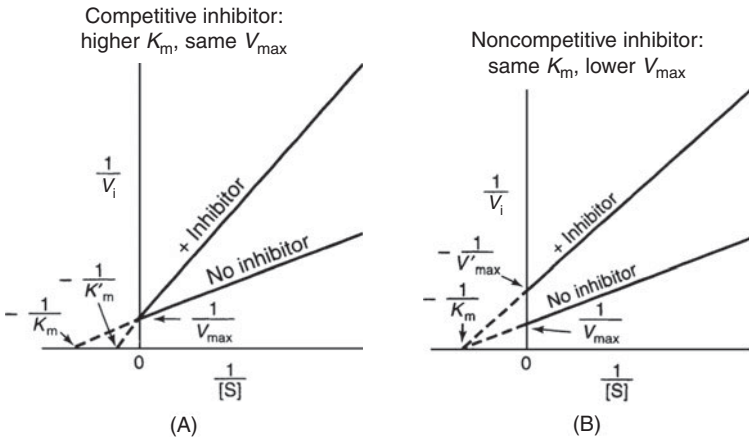 Competitive inhibitor:
higher Km, same Vmax
1
Vi
+ Inhibitor
No inhibitor
− 1
K′m
− 1
Km
1
Vmax
0
1
[S]
(A)
Noncompetitive inhibitor:
same Km, lower Vmax
1
Vi
+ Inhibitor
− 1
V′max
No inhibitor
− 1
Km
1
Vmax
0
1
[S]
(B)